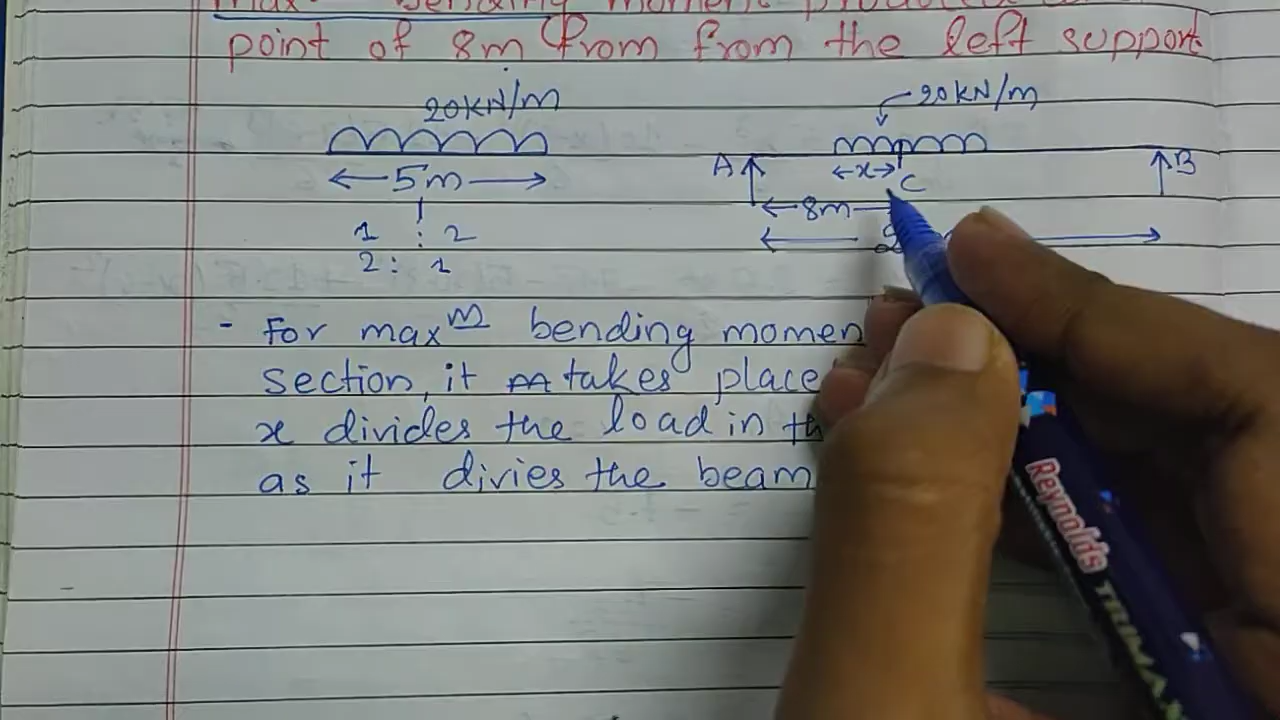 point of 8m from from the left support.
20KN/m
20KN/m
A
B
x
C
5m
8m
1 : 2
2 : 1
- For max^m bending momen
section, it takes place
x divides the load in th
as it divies the beam
Reynolds
TRIMAX